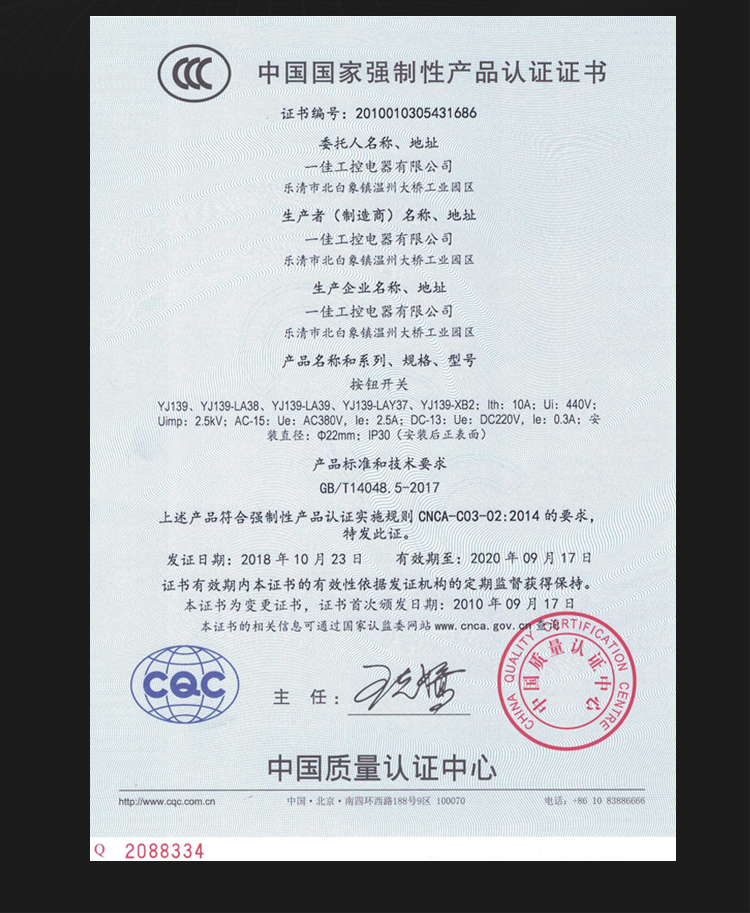 CCC
中国国家强制性产品认证证书
证书编号：2010010305431686
委托人名称、地址
一佳工控电器有限公司
乐清市北白象镇温州大桥工业园区
生产者（制造商）名称、地址
一佳工控电器有限公司
乐清市北白象镇温州大桥工业园区
生产企业名称、地址
一佳工控电器有限公司
乐清市北白象镇温州大桥工业园区
产品名称和系列、规格、型号
按钮开关
YJ139、YJ139-LA38、YJ139-LA39、YJ139-LAY37、YJ139-XB2；Ith：10A；Ui：440V；
Uimp：2.5kV；AC-15：Ue：AC380V，Ie：2.5A；DC-13：Ue：DC220V，Ie：0.3A；安
装直径：Φ22mm；IP30（安装后正表面）
产品标准和技术要求
GB/T14048.5-2017
上述产品符合强制性产品认证实施规则 CNCA-C03-02:2014 的要求，
特发此证。
发证日期：2018 年 10 月 23 日 有效期至：2020 年 09 月 17 日
证书有效期内本证书的有效性依据发证机构的定期监督获得保持。
本证书为变更证书，证书首次颁发日期：2010 年 09 月 17 日
本证书的相关信息可通过国家认监委网站 www.cnca.gov.cn 查询
CHINA QUALITY CERTIFICATION CENTRE
中国质量认证中心
CQC
主 任：
中国质量认证中心
http://www.cqc.com.cn 中国·北京·南四环西路188号9区 100070 电话：+86 10 83886666
Q 2088334